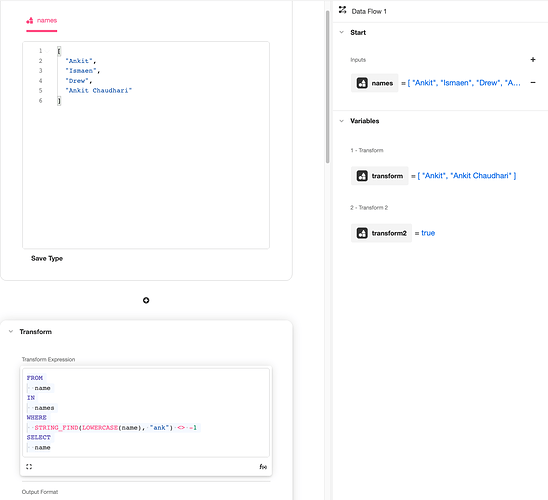 names
1 [
2 "Ankit",
3 "Ismaen",
4 "Drew",
5 "Ankit Chaudhari"
6 ]
Save Type
Transform
Transform Expression
FROM
name
IN
names
WHERE
STRING_FIND(LOWERCASE(name), "ank") <> -1
SELECT
name
f(x)
Output Format
Data Flow 1
Start
Inputs
names = [ "Ankit", "Ismaen", "Drew", "A...
Variables
1 - Transform
transform = [ "Ankit", "Ankit Chaudhari" ]
2 - Transform 2
transform2 = true